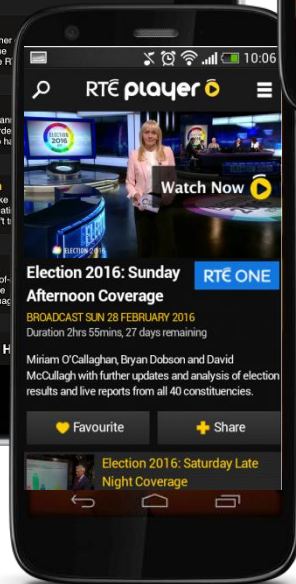 10:06
RTÉ player
ELECTION
2016
Watch Now
ELECTION 2016
Election 2016: Sunday
Afternoon Coverage
RTÉ ONE
BROADCAST SUN 28 FEBRUARY 2016
Duration 2hrs 55mins, 27 days remaining
Miriam O'Callaghan, Bryan Dobson and David
McCullagh with further updates and analysis of election
results and live reports from all 40 constituencies.
Favourite
Share
Election 2016: Saturday Late
Night Coverage